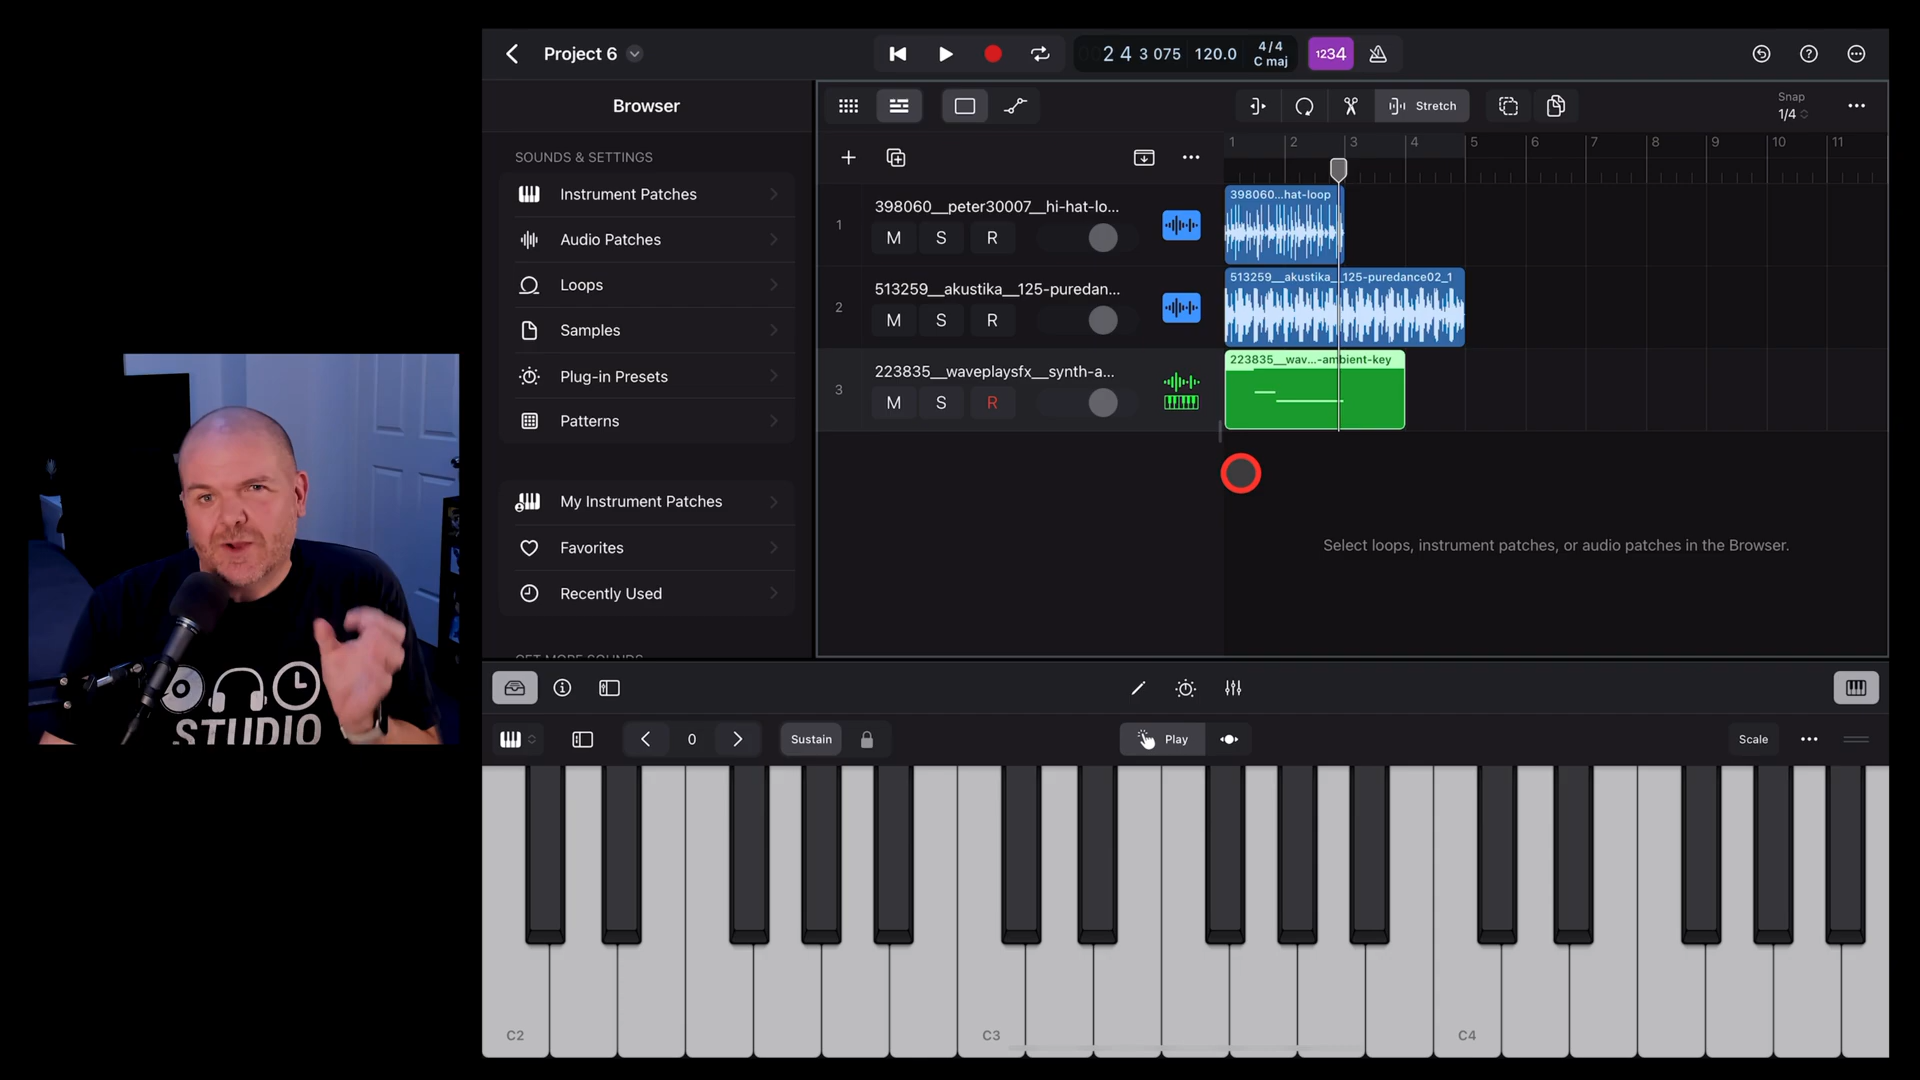 Project 6
2 4 3 075
120.0
4/4
C maj
1234
Browser
Stretch
Snap
1/4
SOUNDS & SETTINGS
Instrument Patches
Audio Patches
Loops
Samples
Plug-in Presets
Patterns
My Instrument Patches
Favorites
Recently Used
1 2 3 4 5 6 7 8 9 10 11
1
398060__peter30007__hi-hat-lo...
M S R
398060...hat-loop
2
513259__akustika__125-puredan...
M S R
513259__akustika__125-puredance02_1
3
223835__waveplaysfx__synth-a...
M S R
223835__wav...-ambient-key
Select loops, instrument patches, or audio patches in the Browser.
0
Sustain
Play
Scale
C2
C3
C4
STUDIO